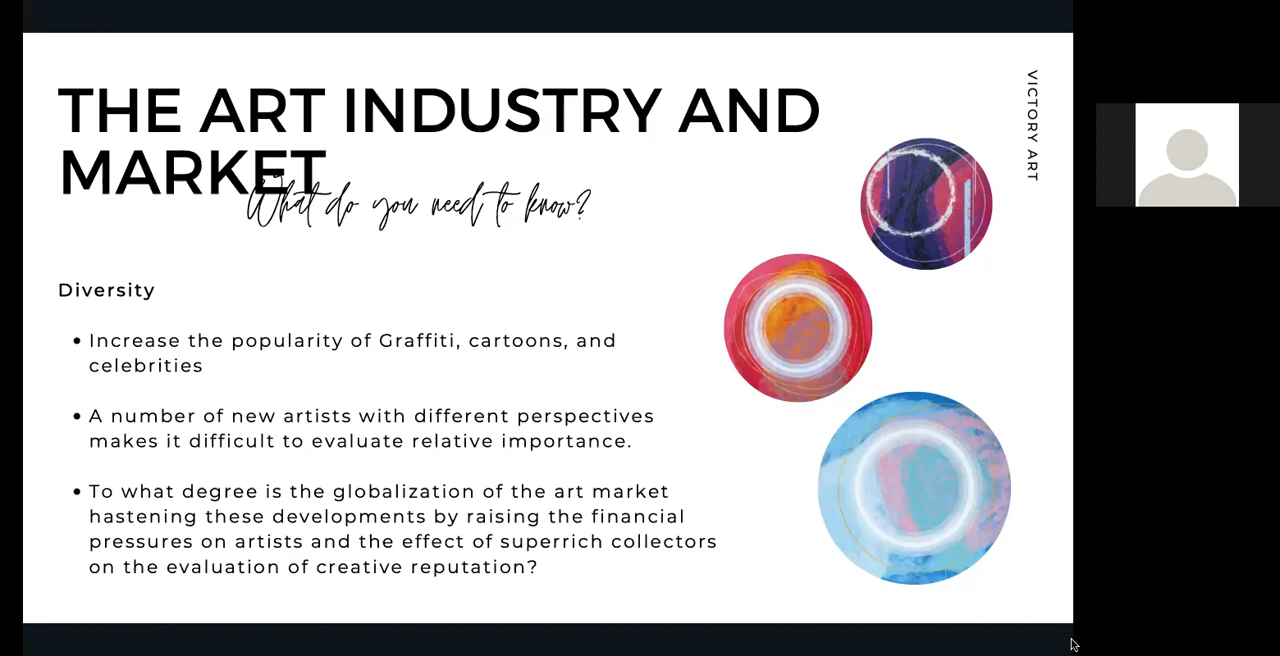 THE ART INDUSTRY AND
MARKET
What do you need to know?
VICTORY ART
Diversity
• Increase the popularity of Graffiti, cartoons, and
celebrities
• A number of new artists with different perspectives
makes it difficult to evaluate relative importance.
• To what degree is the globalization of the art market
hastening these developments by raising the financial
pressures on artists and the effect of superrich collectors
on the evaluation of creative reputation?